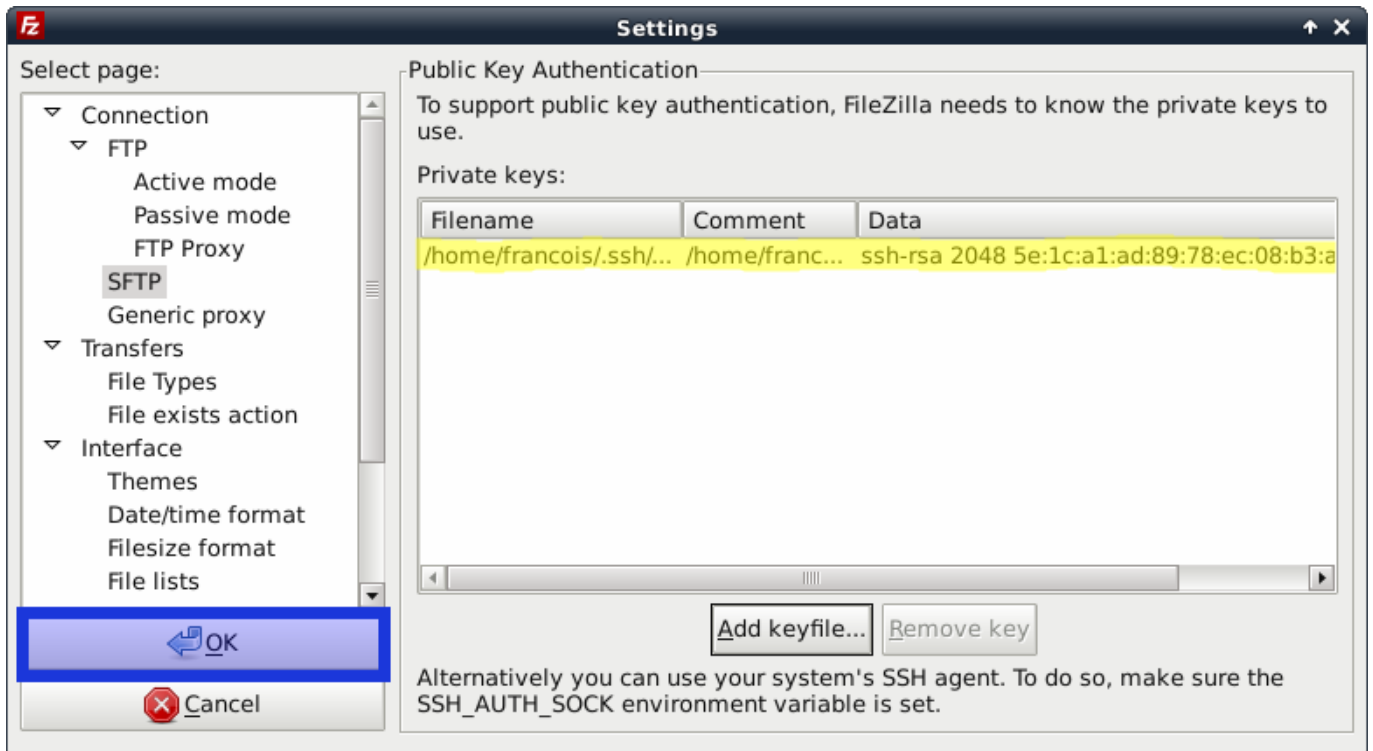 Fz
Settings
Select page:
Connection
FTP
Active mode
Passive mode
FTP Proxy
SFTP
Generic proxy
Transfers
File Types
File exists action
Interface
Themes
Date/time format
Filesize format
File lists
OK
Cancel
Public Key Authentication
To support public key authentication, FileZilla needs to know the private keys to
use.
Private keys:
Filename Comment Data
/home/francois/.ssh/... /home/franc... ssh-rsa 2048 5e:1c:a1:ad:89:78:ec:08:b3:a
Add keyfile... Remove key
Alternatively you can use your system's SSH agent. To do so, make sure the
SSH_AUTH_SOCK environment variable is set.